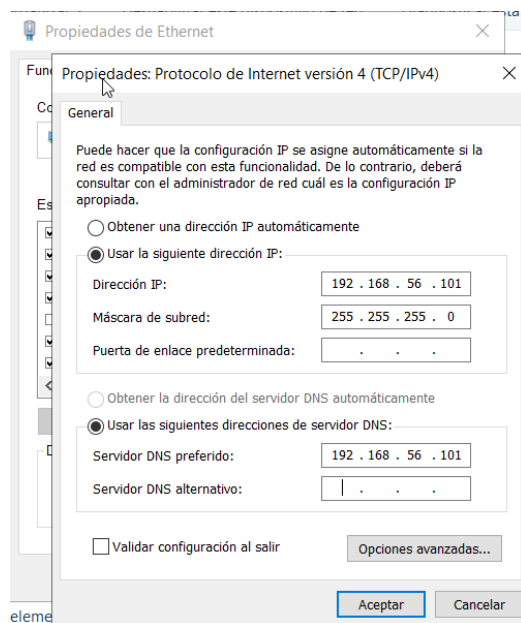 Propiedades de Ethernet
Propiedades: Protocolo de Internet versión 4 (TCP/IPv4)
General
Puede hacer que la configuración IP se asigne automáticamente si la
red es compatible con esta funcionalidad. De lo contrario, deberá
consultar con el administrador de red cuál es la configuración IP
apropiada.
Obtener una dirección IP automáticamente
Usar la siguiente dirección IP:
Dirección IP:
192 . 168 . 56 . 101
Máscara de subred:
255 . 255 . 255 . 0
Puerta de enlace predeterminada:
. . .
Obtener la dirección del servidor DNS automáticamente
Usar las siguientes direcciones de servidor DNS:
Servidor DNS preferido:
192 . 168 . 56 . 101
Servidor DNS alternativo:
. . .
Validar configuración al salir
Opciones avanzadas...
Aceptar
Cancelar
eleme